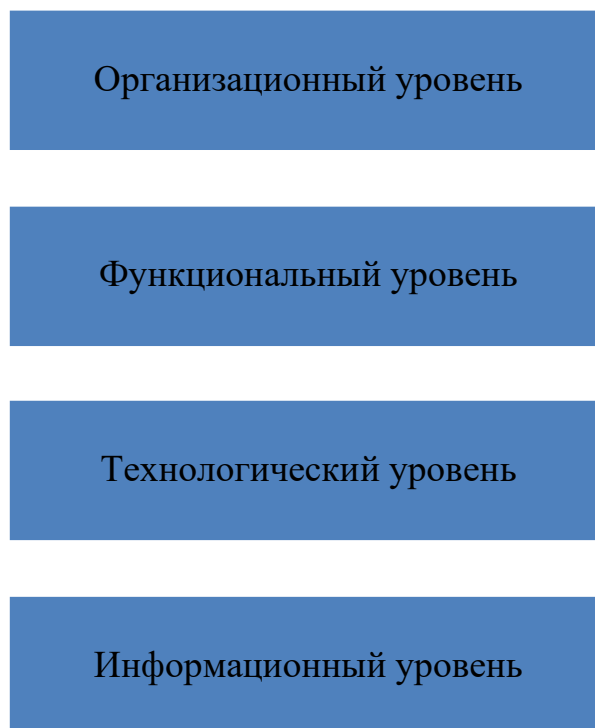 Организационный уровень
Функциональный уровень
Технологический уровень
Информационный уровень